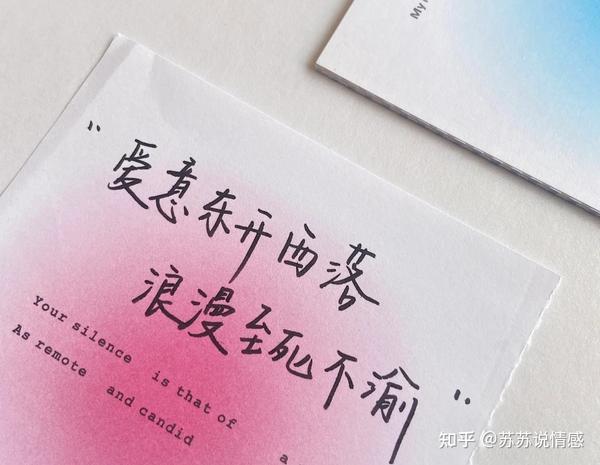 "爱意东开西落
浪漫至死不渝"
Your silence is that of
As remote and candid
a
My
知乎 @苏苏说情感